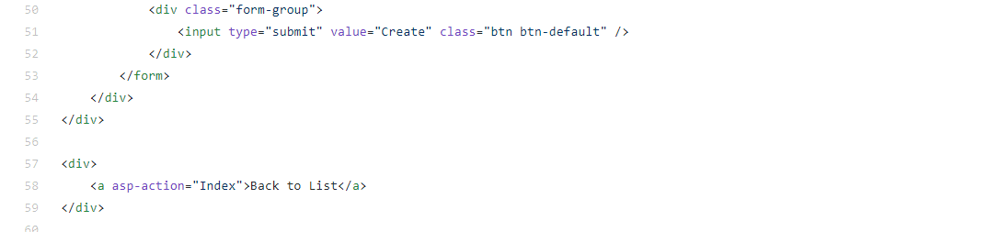 50 <div class="form-group">
51 <input type="submit" value="Create" class="btn btn-default" />
52 </div>
53 </form>
54 </div>
55 </div>
56
57 <div>
58 <a asp-action="Index">Back to List</a>
59 </div>
60